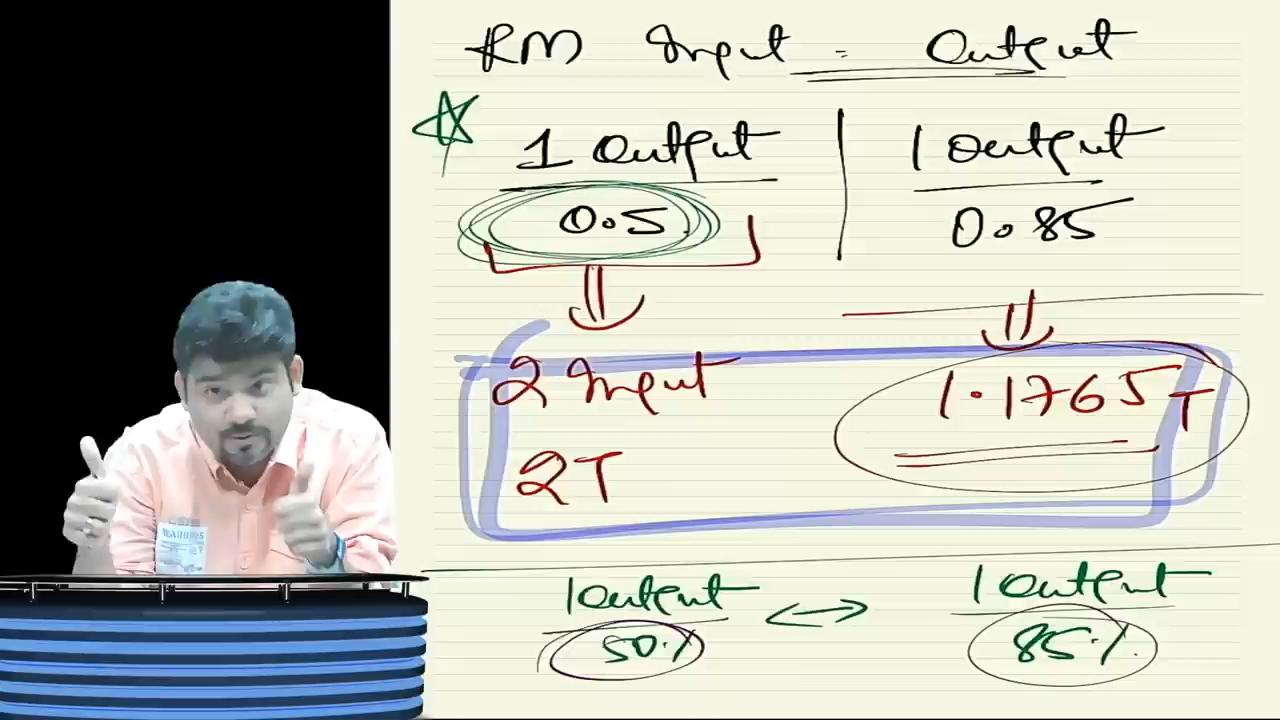 RM Input = Output
1 Output | 1 Output
0.5 | 0.85
2 Input 1.1765T
2T
1 Output ↔ 1 Output
50% 85%